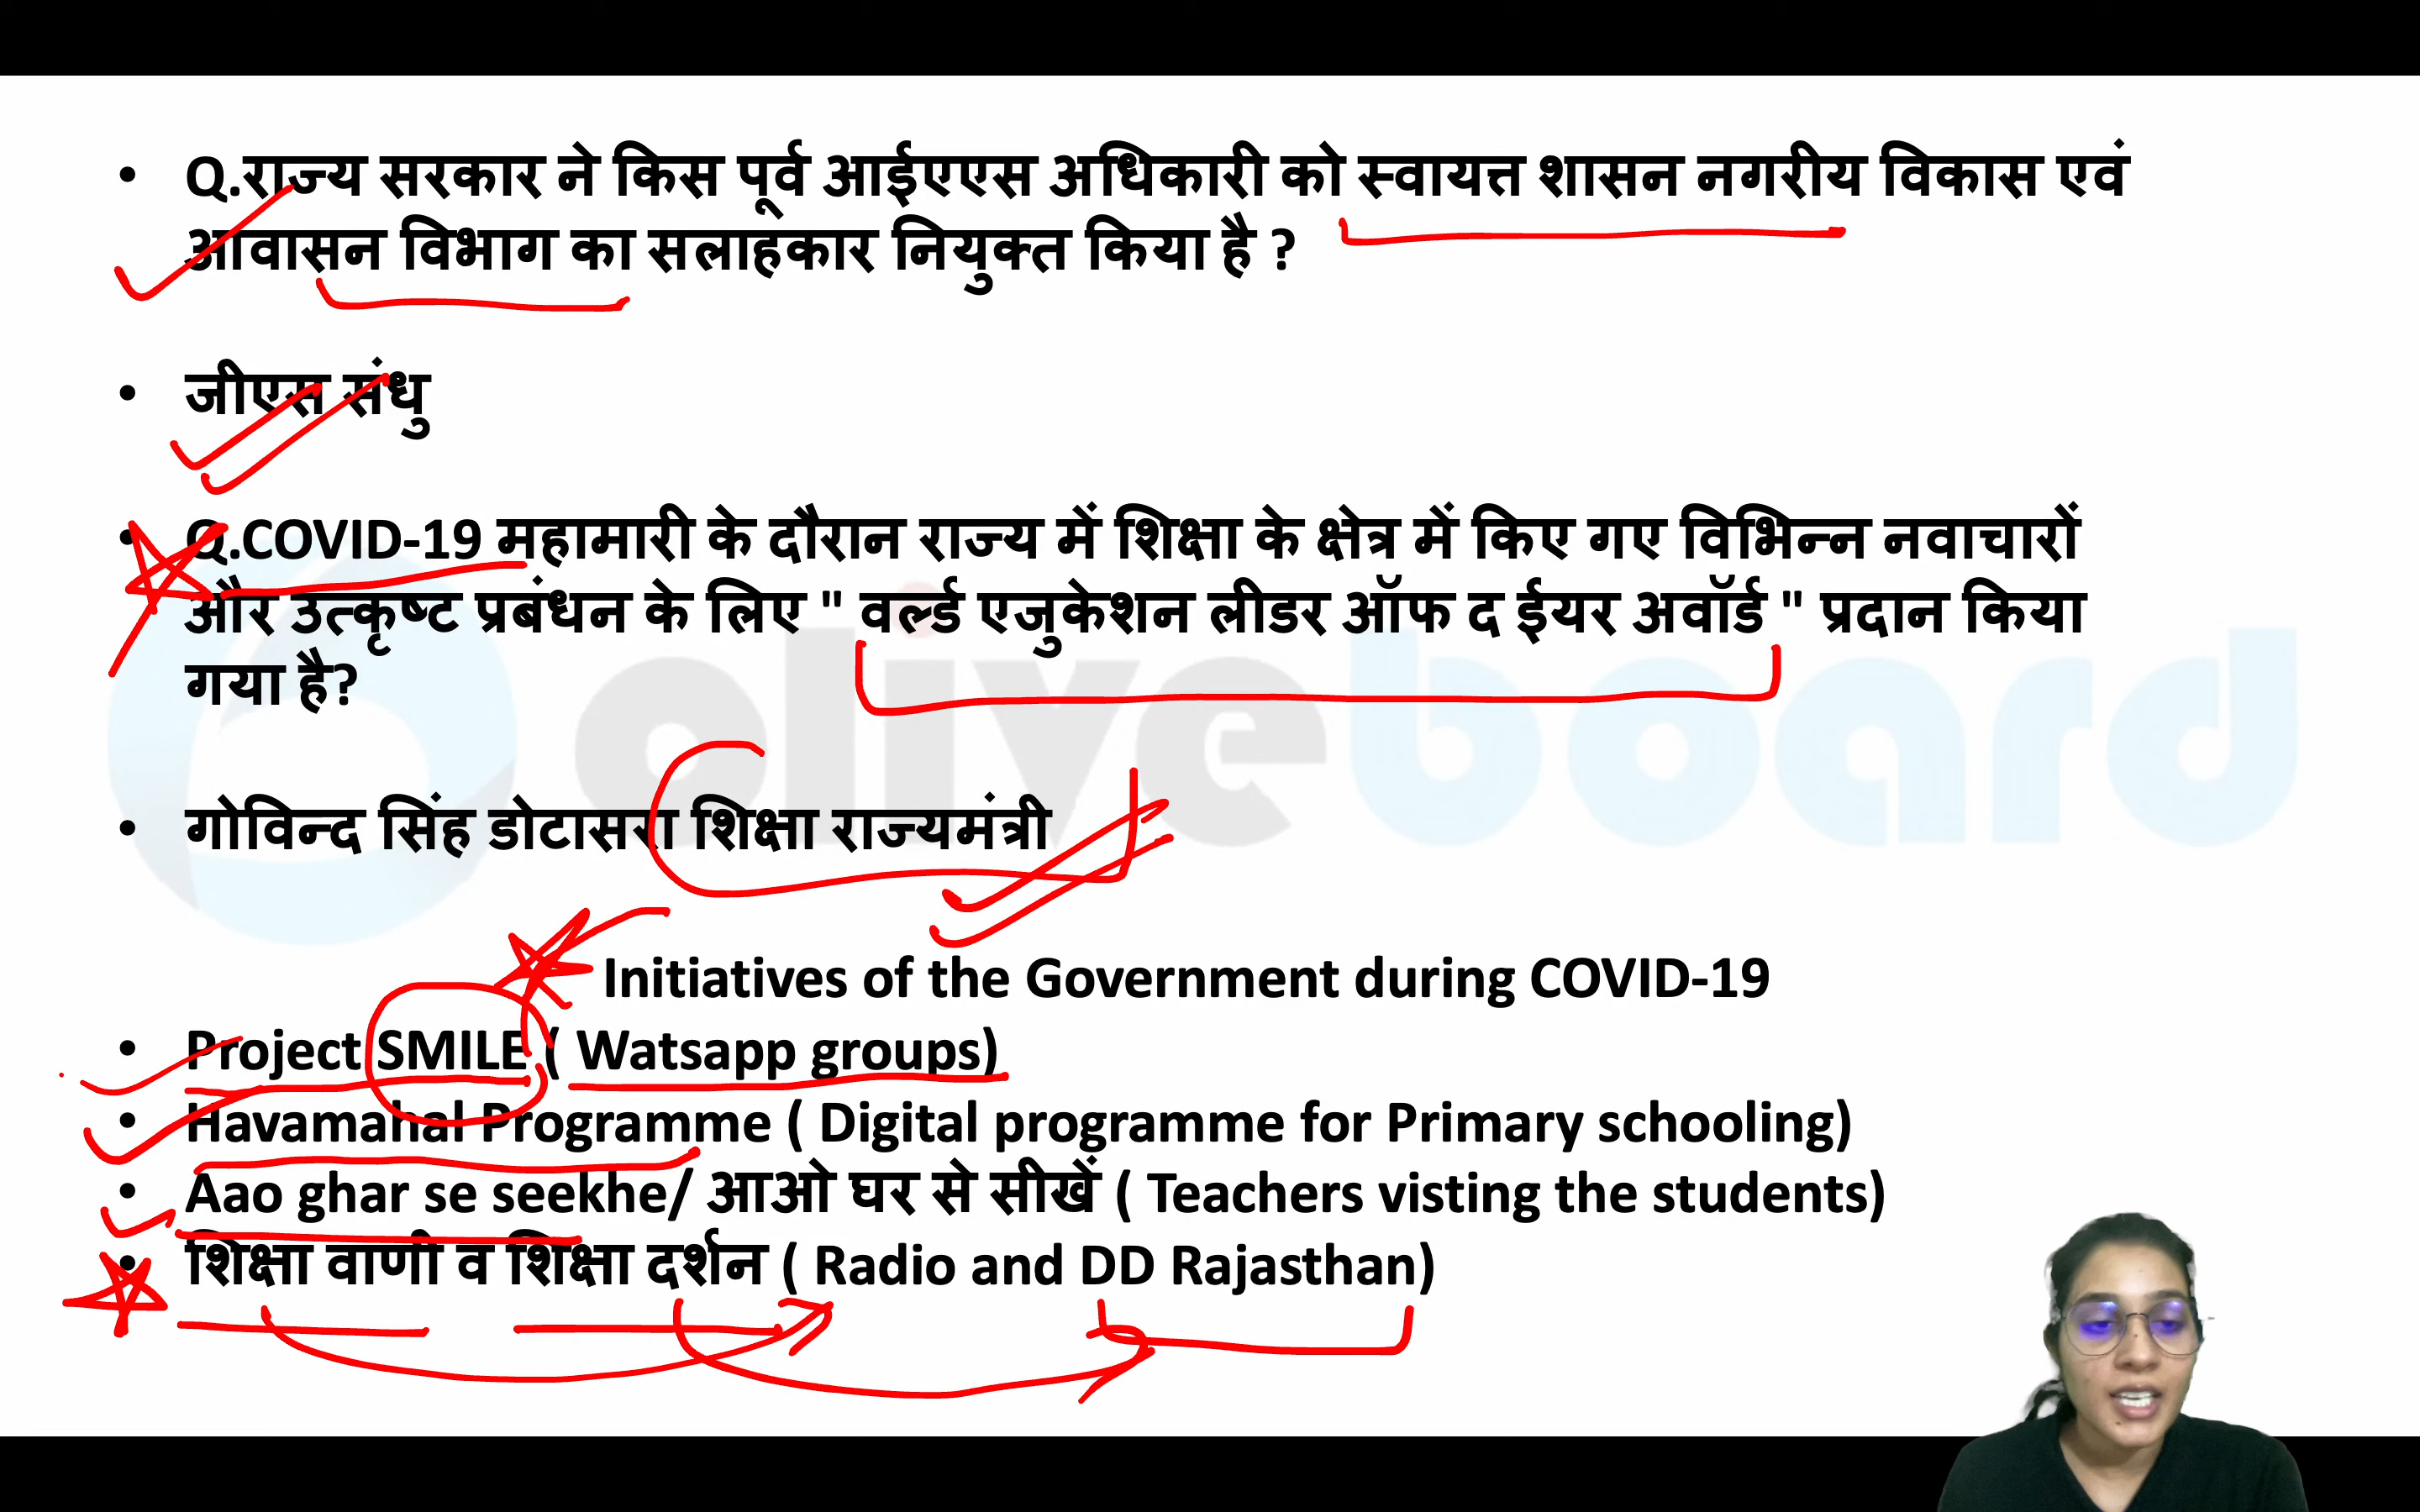 • Q.राज्य सरकार ने किस पूर्व आईएएस अधिकारी को स्वायत्त शासन नगरीय विकास एवं
आवासन विभाग का सलाहकार नियुक्त किया है ?
• जीएस संधु
• Q.COVID-19 महामारी के दौरान राज्य में शिक्षा के क्षेत्र में किए गए विभिन्न नवाचारों
और उत्कृष्ट प्रबंधन के लिए " वर्ल्ड एजुकेशन लीडर ऑफ द ईयर अवॉर्ड " प्रदान किया
गया है?
oliveboard
• गोविन्द सिंह डोटासरा शिक्षा राज्यमंत्री
Initiatives of the Government during COVID-19
• Project SMILE ( Watsapp groups)
• Havamahal Programme ( Digital programme for Primary schooling)
• Aao ghar se seekhe/ आओ घर से सीखें ( Teachers visting the students)
• शिक्षा वाणी व शिक्षा दर्शन ( Radio and DD Rajasthan)